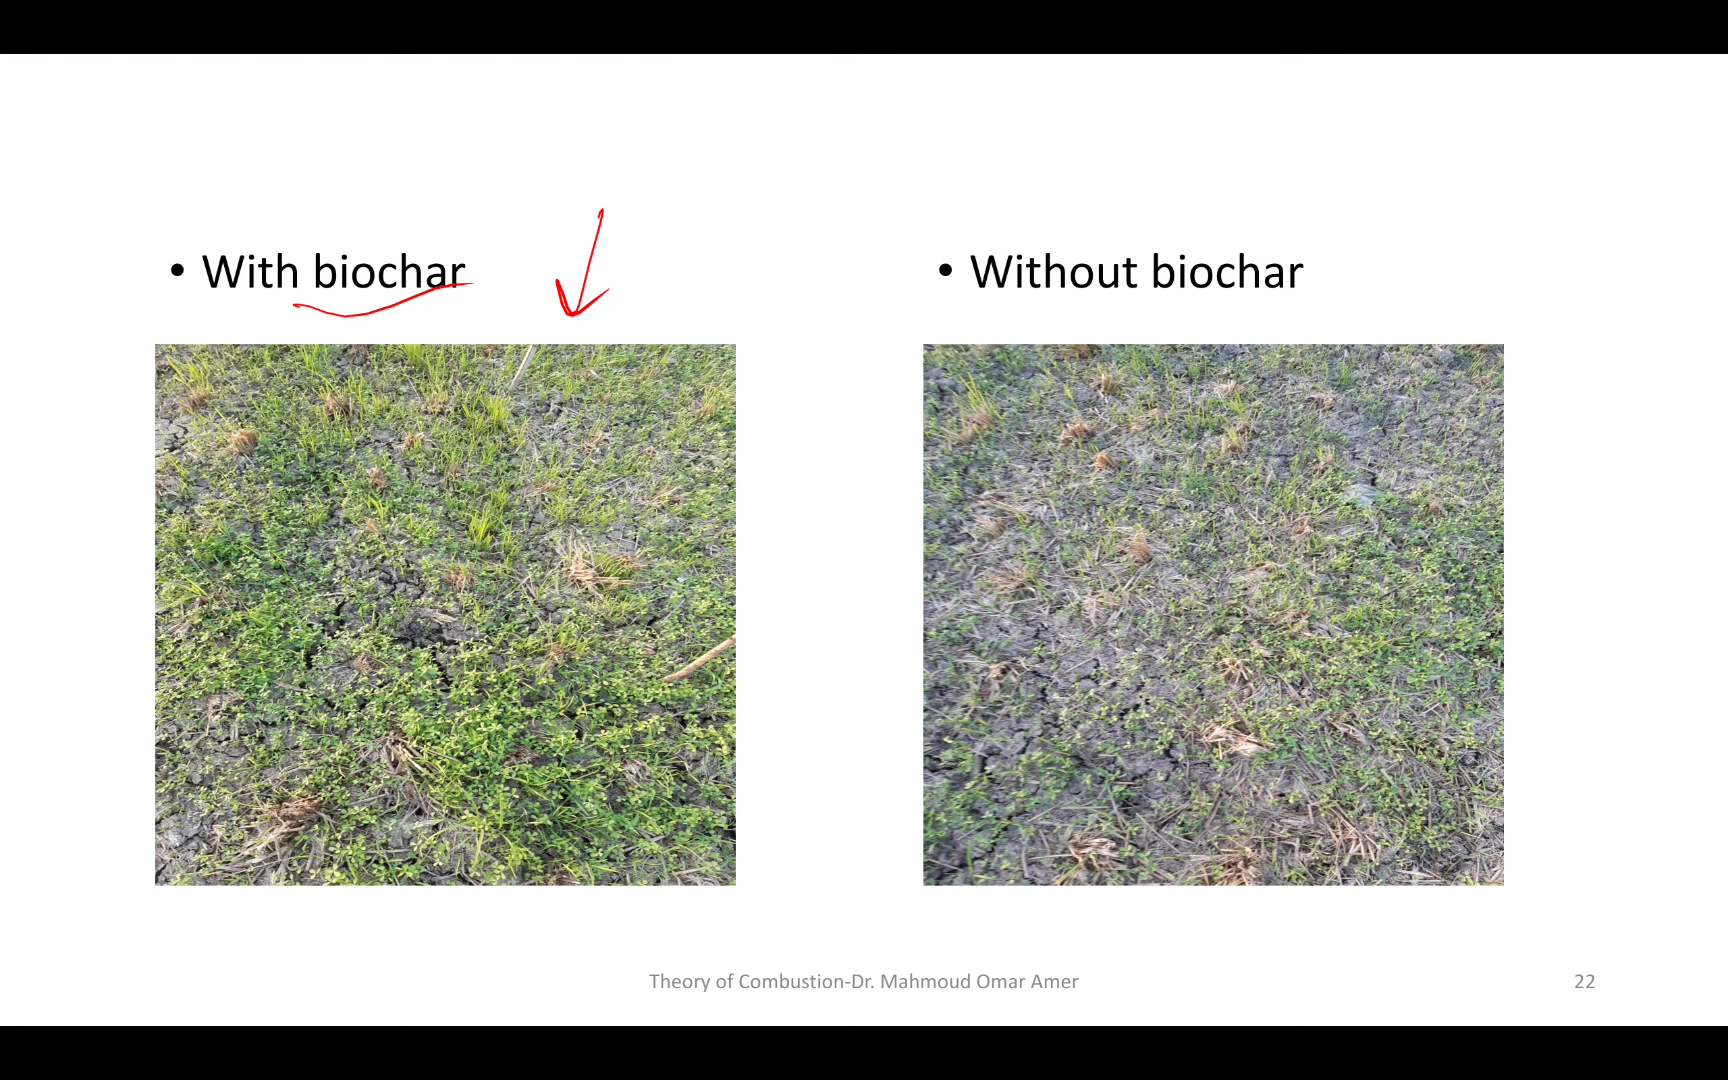 • With biochar
• Without biochar
Theory of Combustion-Dr. Mahmoud Omar Amer
22